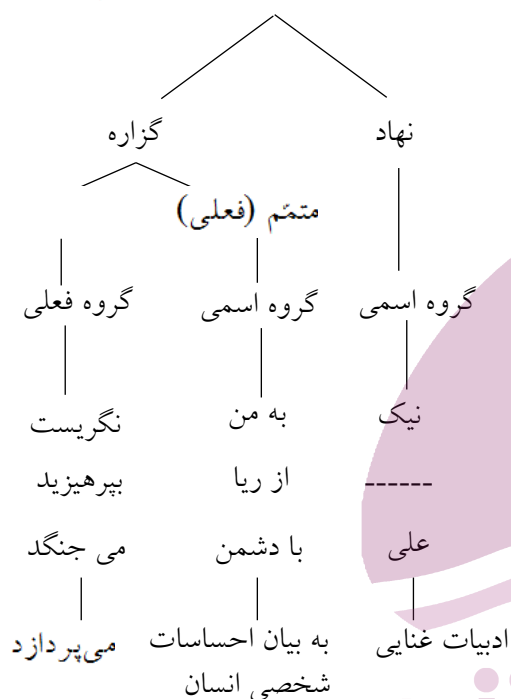 نهاد گزاره
متمّم (فعلی)
گروه اسمی گروه اسمی گروه فعلی
نیک به من نگریست
------ از ریا بپرهیزید
علی با دشمن می جنگد
ادبیات غنایی به بیان احساسات می‌پردازد
شخصی انسان